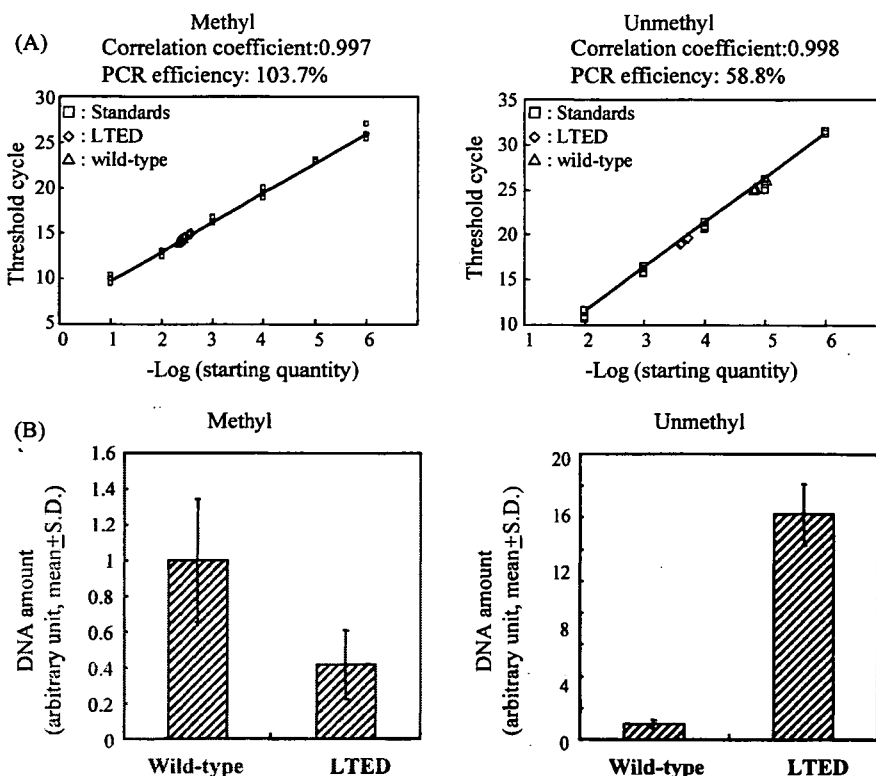 (A)
Methyl
Correlation coefficient:0.997
PCR efficiency: 103.7%
30
25
20
15
10
5
□ : Standards
◇ : LTED
△ : wild-type
Threshold cycle
0 1 2 3 4 5 6
-Log (starting quantity)
Unmethyl
Correlation coefficient:0.998
PCR efficiency: 58.8%
35
30
25
20
15
10
□ : Standards
◇ : LTED
△ : wild-type
Threshold cycle
1 2 3 4 5 6
-Log (starting quantity)
(B)
Methyl
1.6
1.4
1.2
1
0.8
0.6
0.4
0.2
0
DNA amount
(arbitrary unit, mean±S.D.)
Wild-type LTED
Unmethyl
20
16
12
8
4
2
0
DNA amount
(arbitrary unit, mean±S.D.)
Wild-type LTED